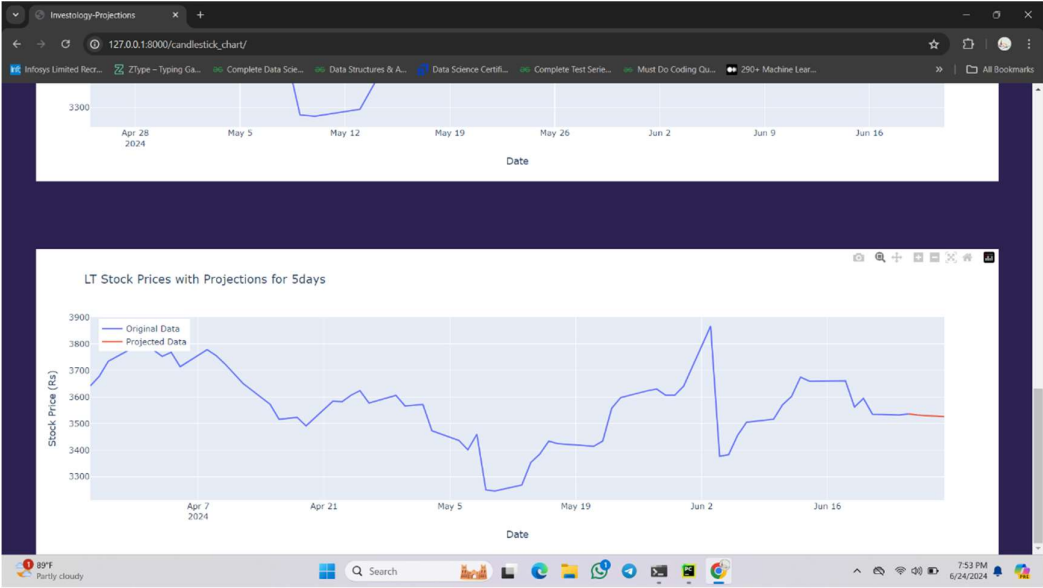 Investology-Projections
127.0.0.1:8000/candlestick_chart/
Infosys Limited Recr... ZType – Typing Ga... Complete Data Scie... Data Structures & A... Data Science Certifi... Complete Test Serie... Must Do Coding Qu... 290+ Machine Lear... » All Bookmarks
3300
Apr 28 May 5 May 12 May 19 May 26 Jun 2 Jun 9 Jun 16
2024
Date
LT Stock Prices with Projections for 5days
3900
Original Data
Projected Data
3800
3700
3600
3500
3400
3300
Stock Price (Rs)
Apr 7 Apr 21 May 5 May 19 Jun 2 Jun 16
2024
Date
1
89°F
Partly cloudy
Search
1
PC
7:53 PM
6/24/2024
PRE